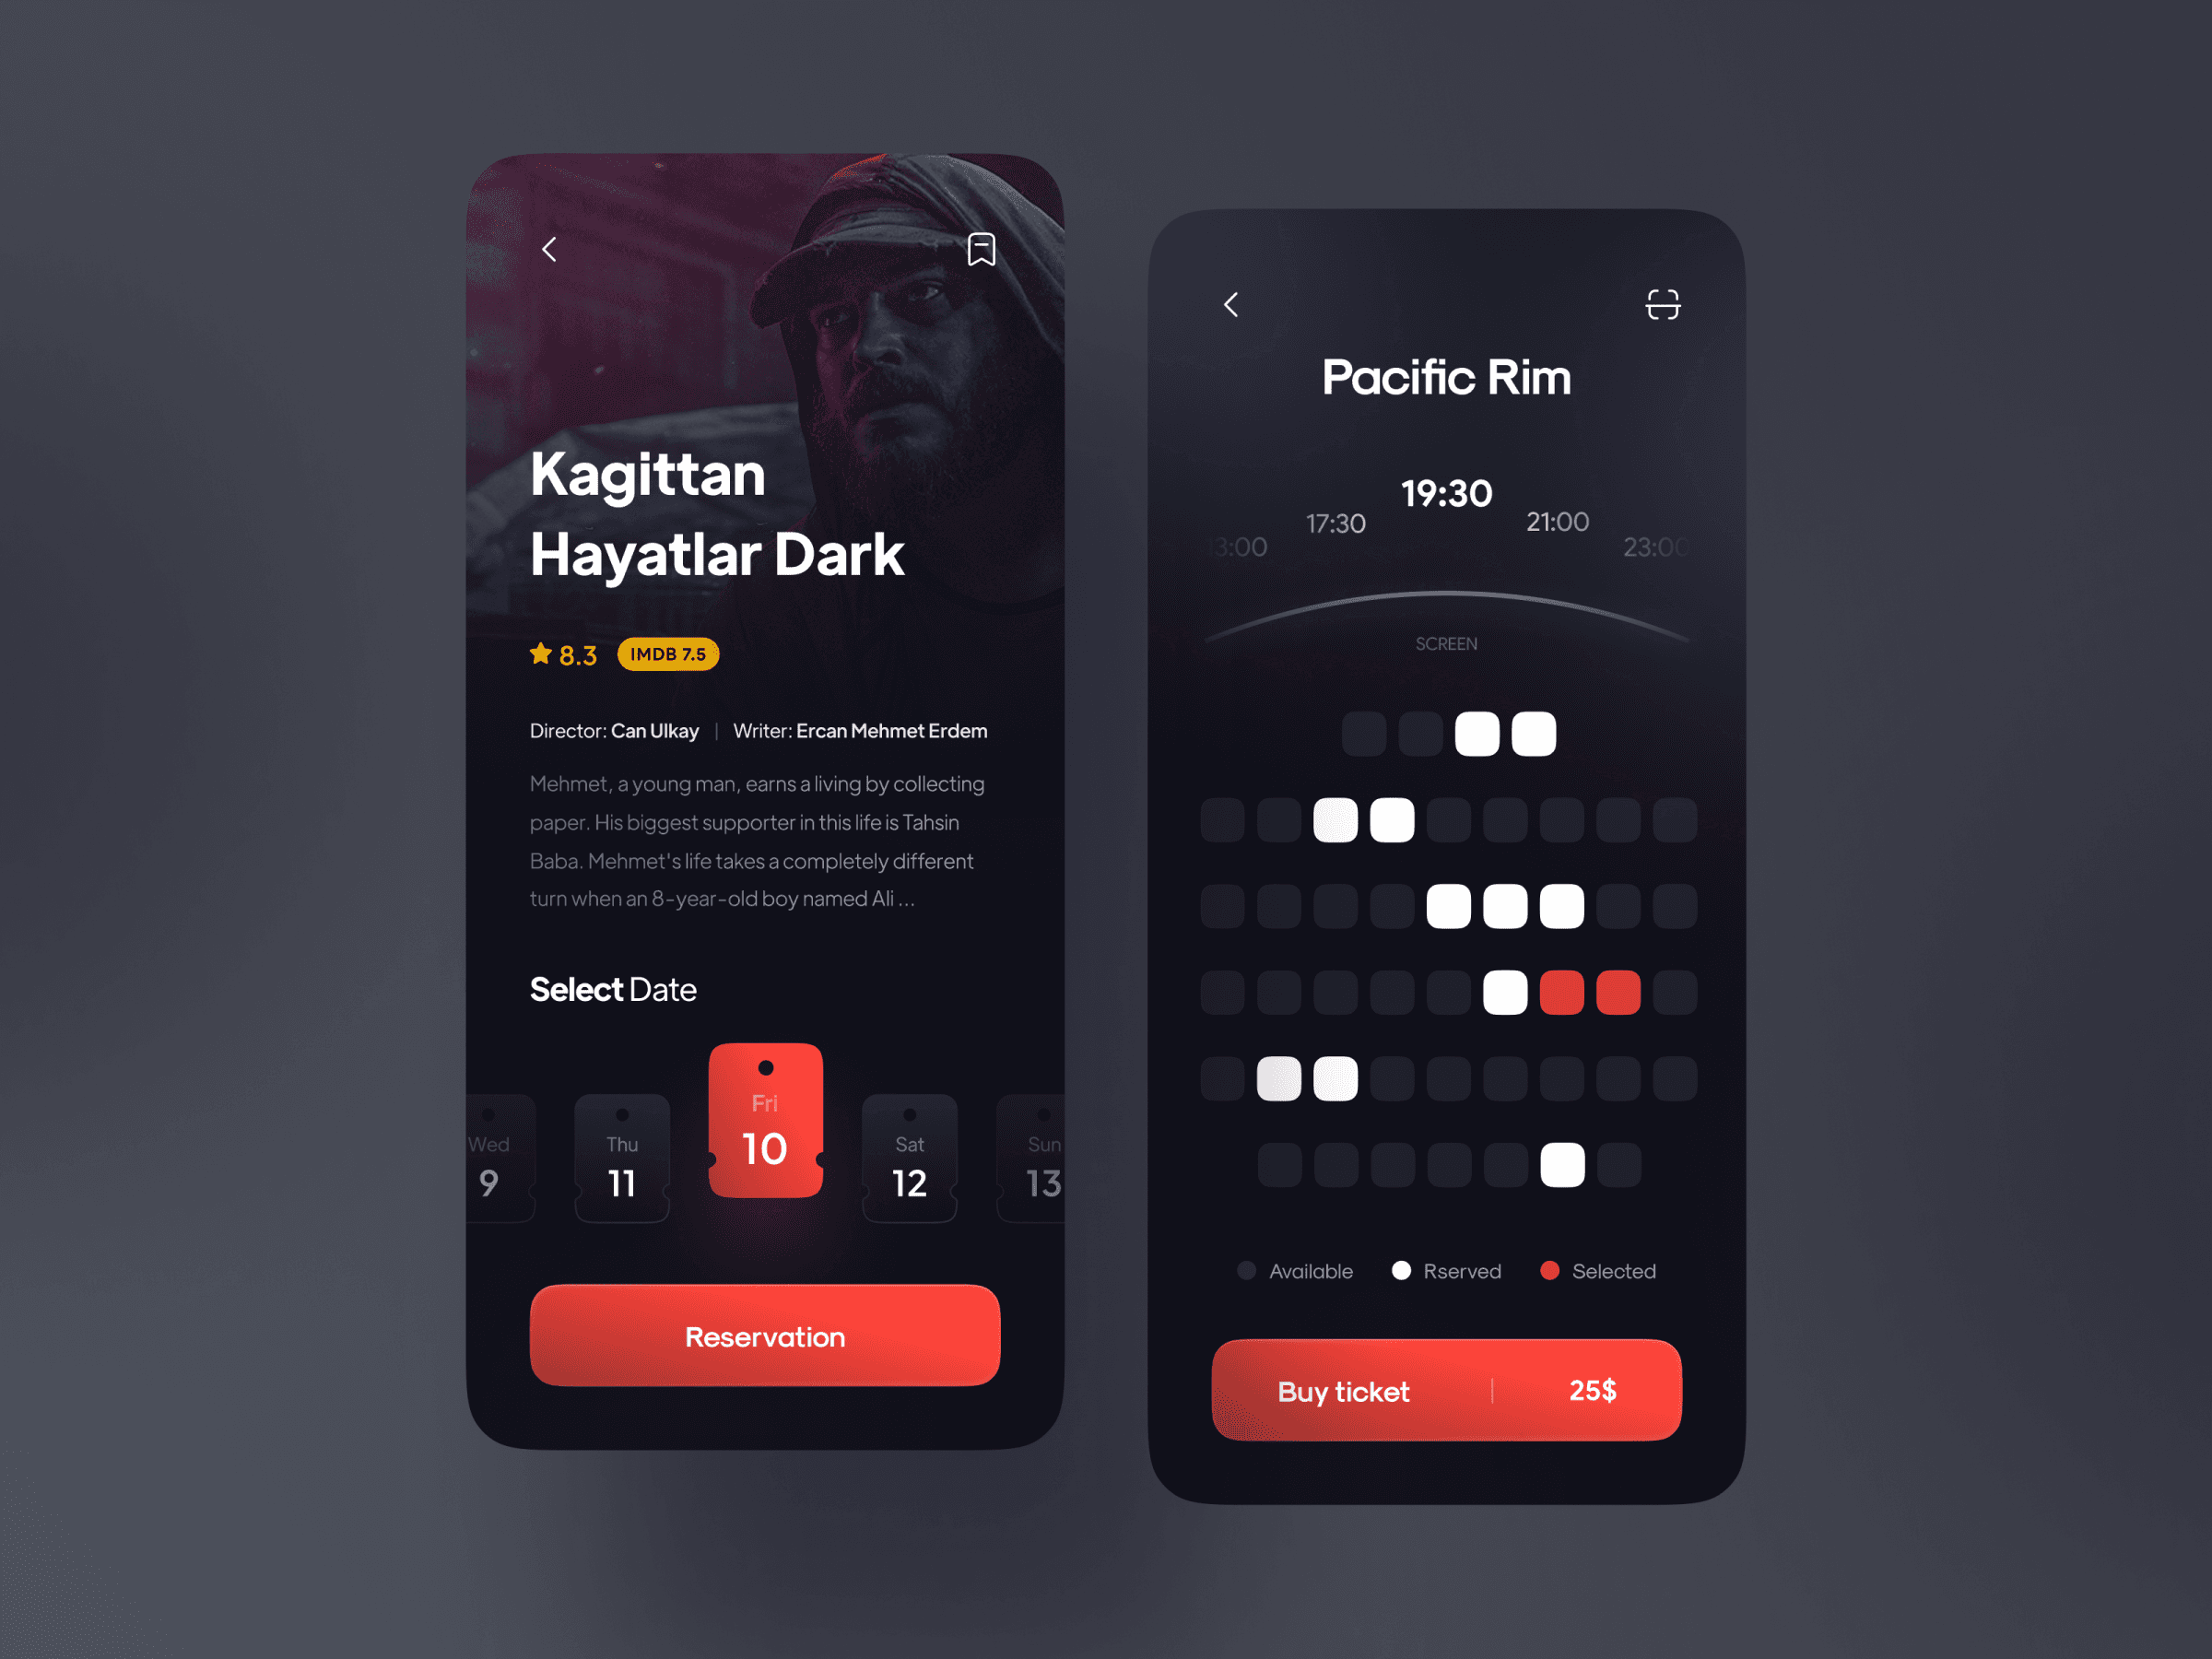 Kagittan
Hayatlar Dark
8.3 IMDB 7.5
Director: Can Ulkay | Writer: Ercan Mehmet Erdem
Mehmet, a young man, earns a living by collecting
paper. His biggest supporter in this life is Tahsin
Baba. Mehmet's life takes a completely different
turn when an 8-year-old boy named Ali ...
Select Date
Wed Thu Fri Sat Sun
9 11 10 12 13
Reservation
Pacific Rim
13:00 17:30 19:30 21:00 23:00
SCREEN
Available Rserved Selected
Buy ticket | 25$